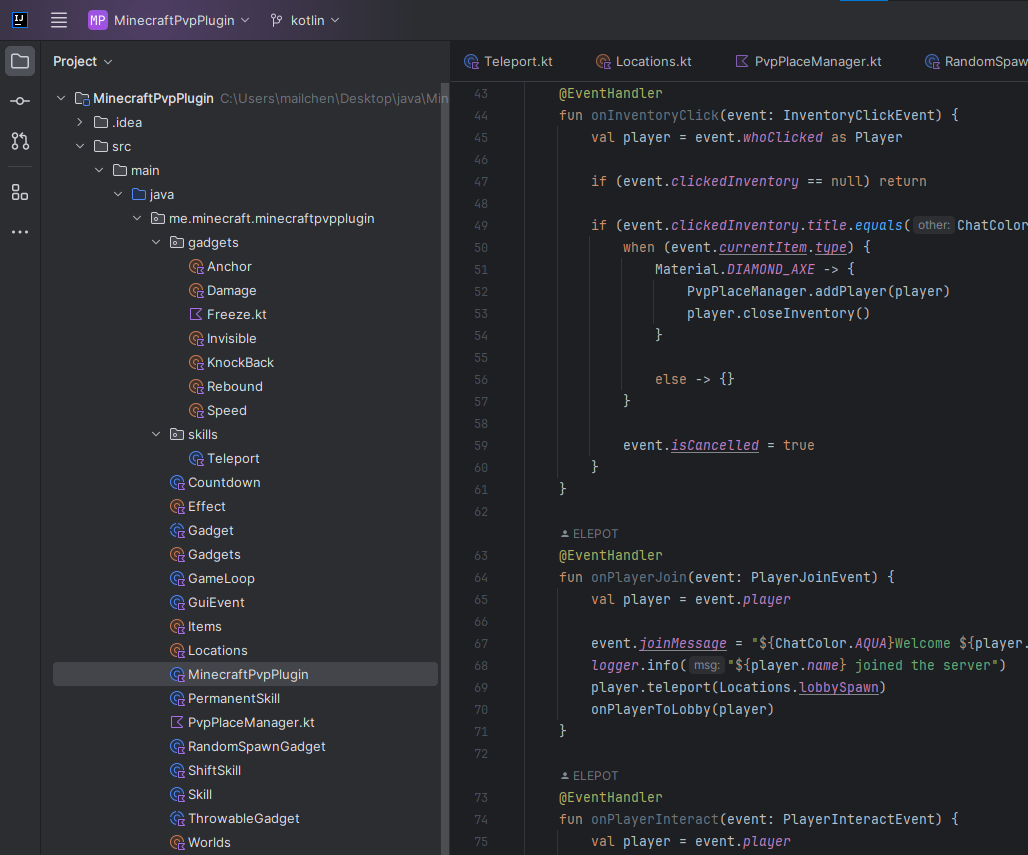 MP MinecraftPvpPlugin kotlin
Project
MinecraftPvpPlugin C:\Users\mailchen\Desktop\java\Min
.idea
src
main
java
me.minecraft.minecraftpvpplugin
gadgets
Anchor
Damage
Freeze.kt
Invisible
KnockBack
Rebound
Speed
skills
Teleport
Countdown
Effect
Gadget
Gadgets
GameLoop
GuiEvent
Items
Locations
MinecraftPvpPlugin
PermanentSkill
PvpPlaceManager.kt
RandomSpawnGadget
ShiftSkill
Skill
ThrowableGadget
Worlds
Teleport.kt Locations.kt PvpPlaceManager.kt RandomSpaw
43 @EventHandler
44 fun onInventoryClick(event: InventoryClickEvent) {
45 val player = event.whoClicked as Player
46
47 if (event.clickedInventory == null) return
48
49 if (event.clickedInventory.title.equals( other: ChatColor
50 when (event.currentItem.type) {
51 Material.DIAMOND_AXE -> {
52 PvpPlaceManager.addPlayer(player)
53 player.closeInventory()
54 }
55
56 else -> {}
57 }
58
59 event.isCancelled = true
60 }
61 }
62
ELEPOT
63 @EventHandler
64 fun onPlayerJoin(event: PlayerJoinEvent) {
65 val player = event.player
66
67 event.joinMessage = "${ChatColor.AQUA}Welcome ${player.
68 logger.info( msg: "${player.name} joined the server")
69 player.teleport(Locations.lobbySpawn)
70 onPlayerToLobby(player)
71 }
72
ELEPOT
73 @EventHandler
74 fun onPlayerInteract(event: PlayerInteractEvent) {
75 val player = event.player